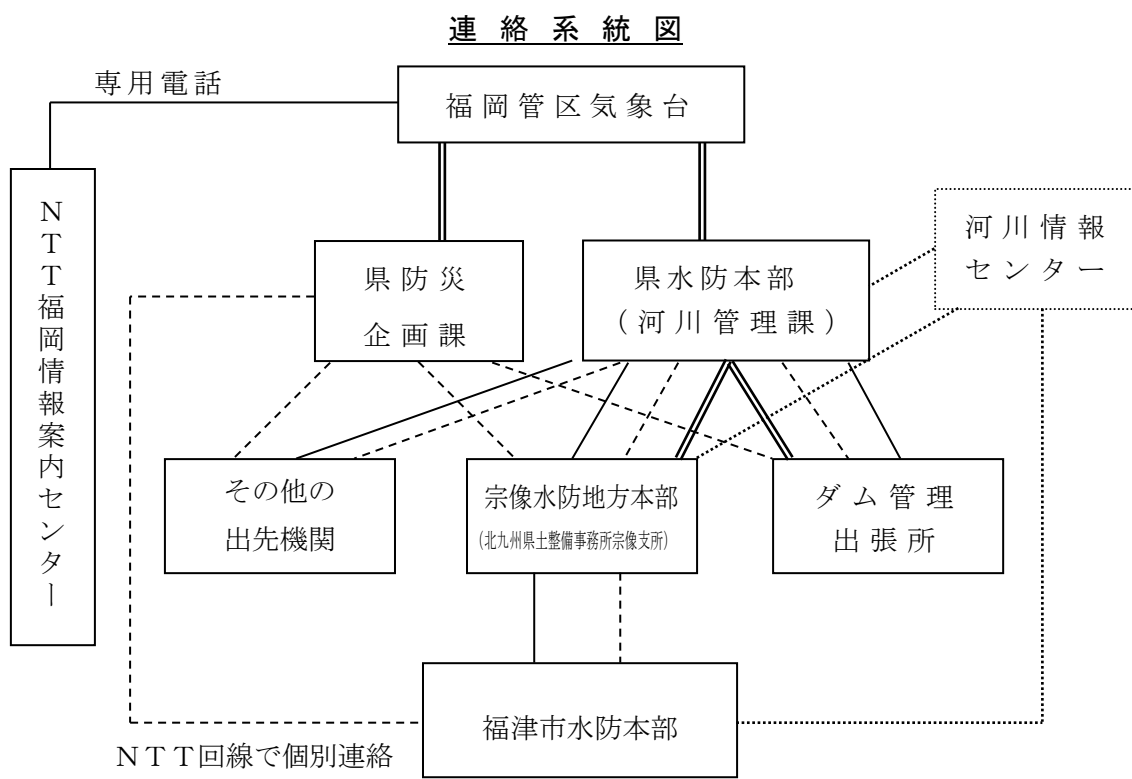 連絡系統図
専用電話
福岡管区気象台
NTT福岡情報案内センター
河川情報
センター
県防災
企画課
県水防本部
(河川管理課)
その他の
出先機関
宗像水防地方本部
(北九州県土整備事務所宗像支所)
ダム管理
出張所
福津市水防本部
NTT回線で個別連絡